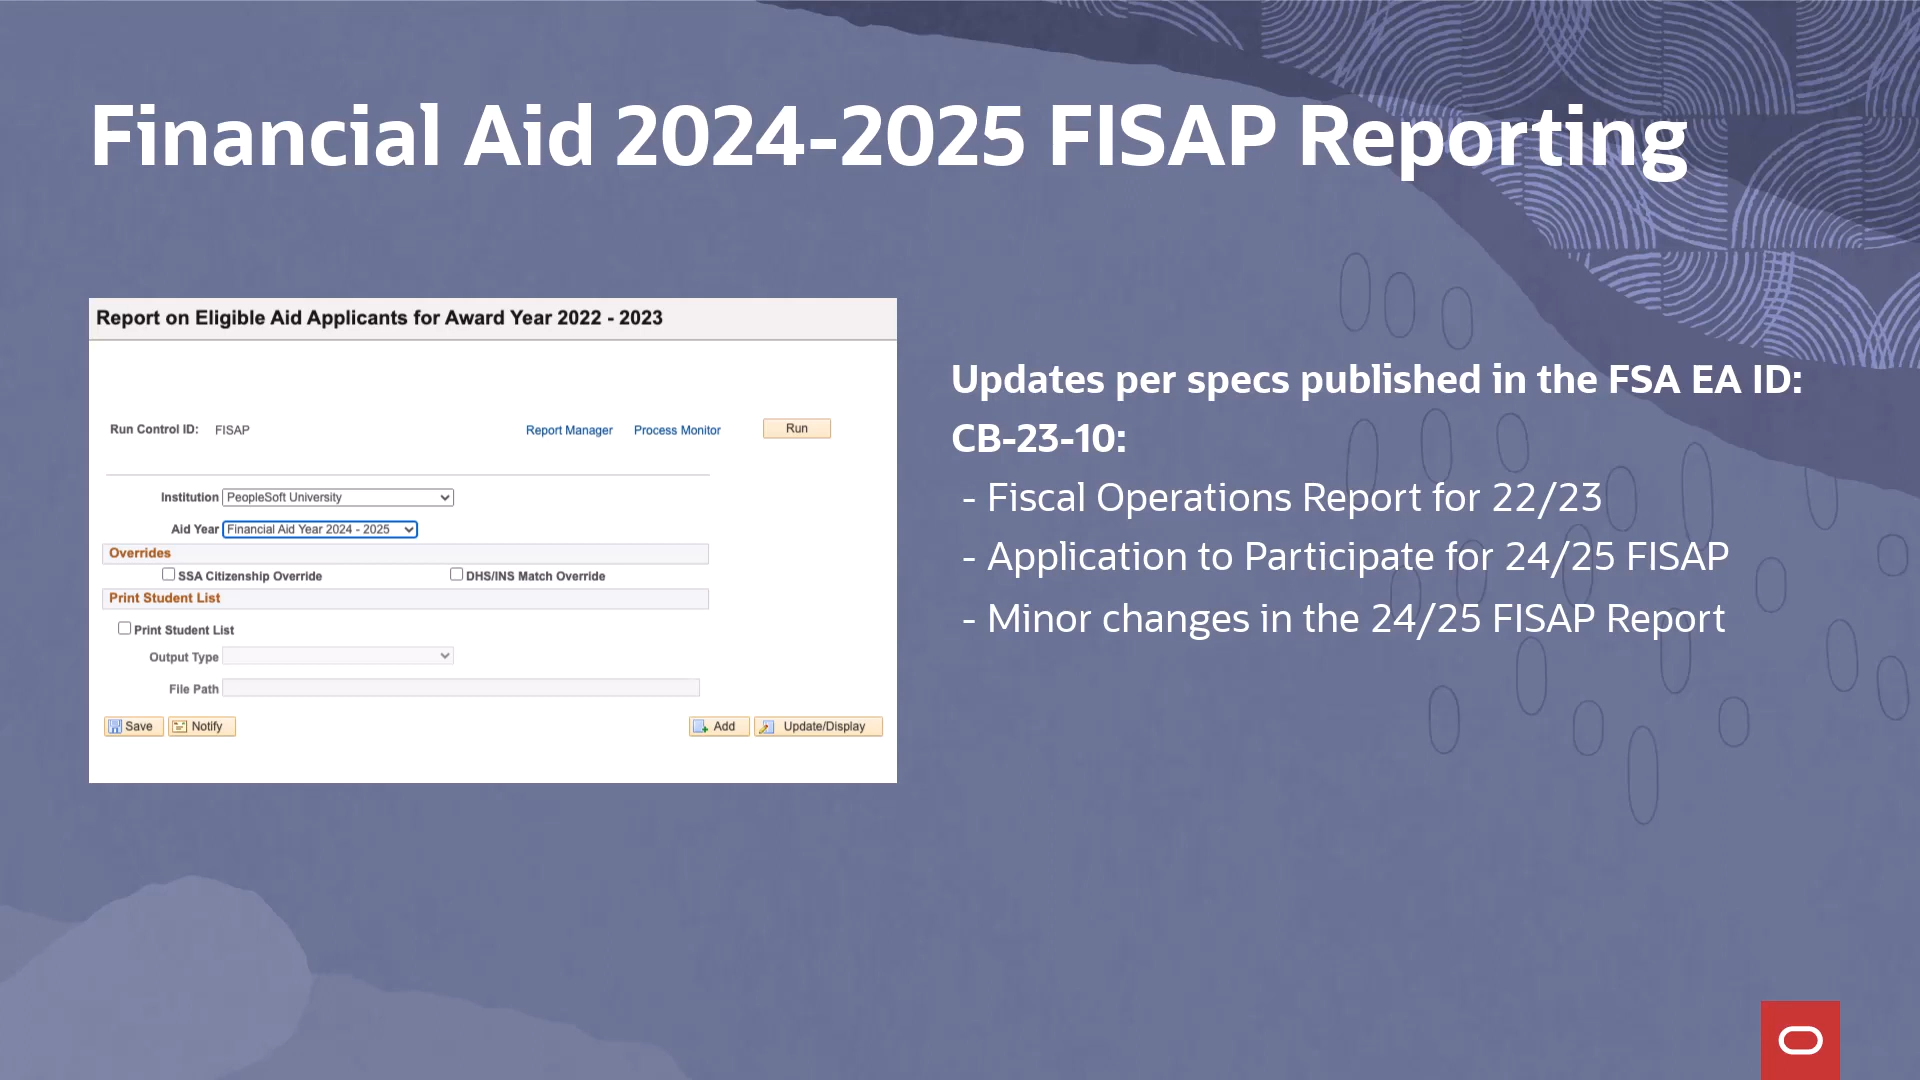 Financial Aid 2024-2025 FISAP Reporting
Report on Eligible Aid Applicants for Award Year 2022 - 2023
Run Control ID: FISAP Report Manager Process Monitor Run
Institution PeopleSoft University
Aid Year Financial Aid Year 2024 - 2025
Overrides
SSA Citizenship Override DHS/INS Match Override
Print Student List
Print Student List
Output Type
File Path
Save Notify Add Update/Display
Updates per specs published in the FSA EA ID:
CB-23-10:
- Fiscal Operations Report for 22/23
- Application to Participate for 24/25 FISAP
- Minor changes in the 24/25 FISAP Report